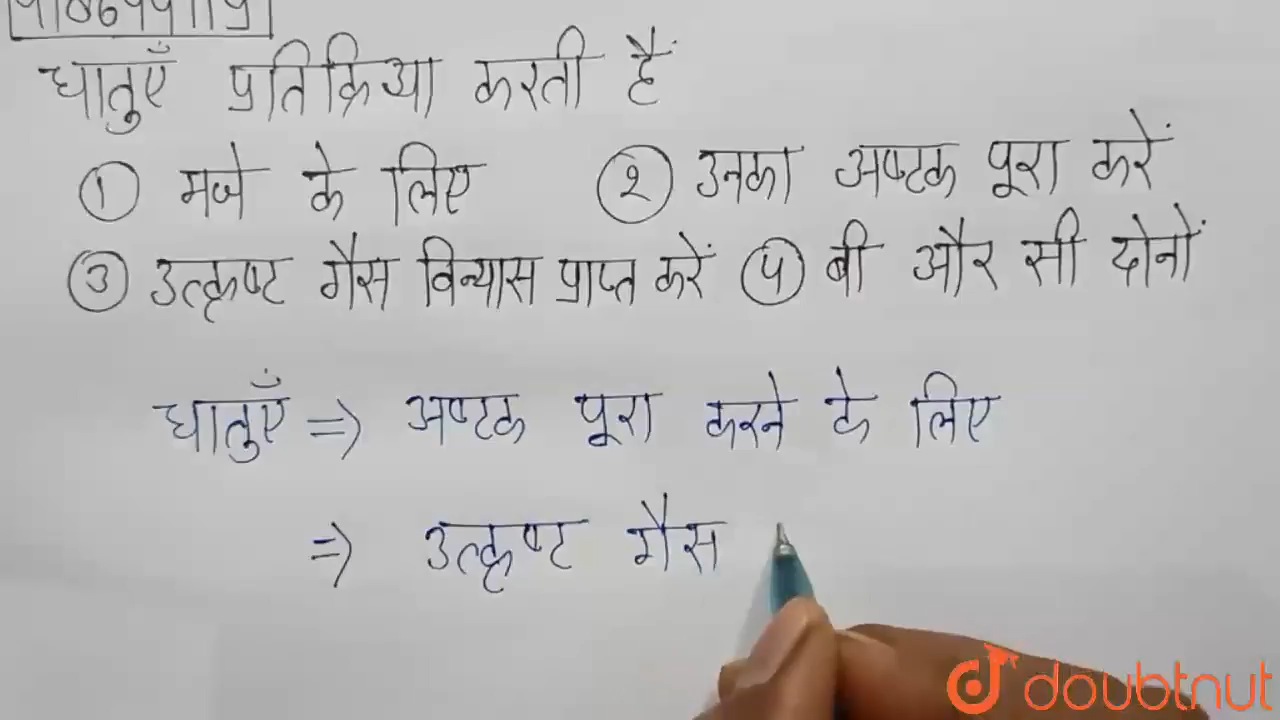 धातुएँ प्रतिक्रिया करती हैं
① मजे के लिए ② उनका अष्टक पूरा करें
③ उत्कृष्ट गैस विन्यास प्राप्त करें ④ बी और सी दोनों
धातुएँ ⇒ अष्टक पूरा करने के लिए
⇒ उत्कृष्ट गैस
doubtnut